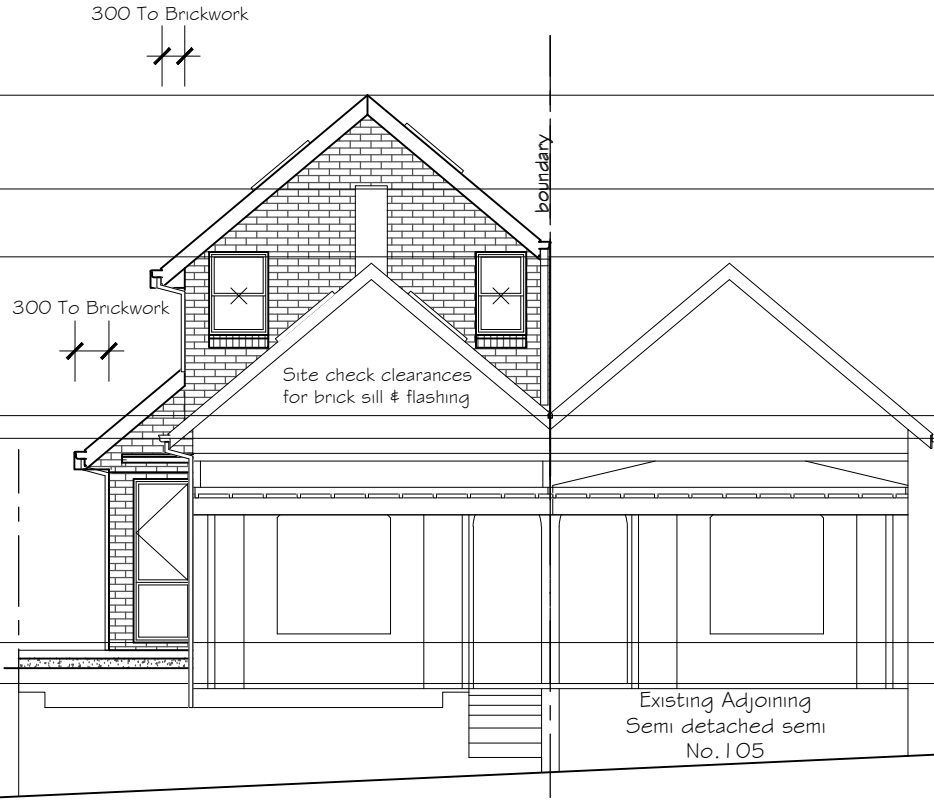 300 To Brickwork
boundary
300 To Brickwork
Site check clearances
for brick sill & flashing
Existing Adjoining
Semi detached semi
No.105